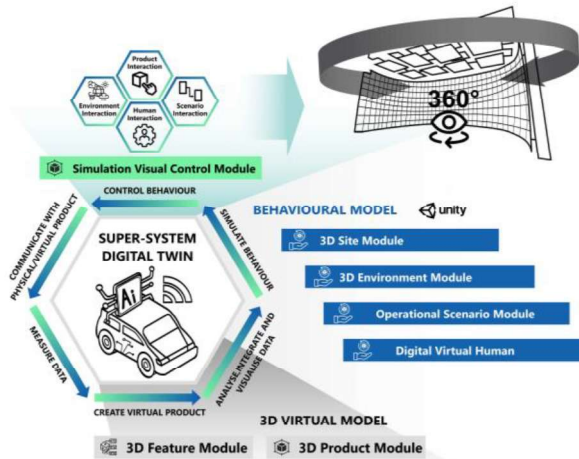 Product
Interaction
Environment
Interaction
Scenario
Interaction
Human
Interaction
360°
Simulation Visual Control Module
CONTROL BEHAVIOUR
COMMUNICATE WITH
PHYSICAL/VIRTUAL PRODUCT
SIMULATE BEHAVIOUR
SUPER-SYSTEM
DIGITAL TWIN
Ai
MEASURE DATA
ANALYSE,INTEGRATE AND
VISUAUSE DATA
CREATE VIRTUAL PRODUCT
BEHAVIOURAL MODEL
unity
3D Site Module
3D Environment Module
Operational Scenario Module
Digital Virtual Human
3D VIRTUAL MODEL
3D Feature Module
3D Product Module